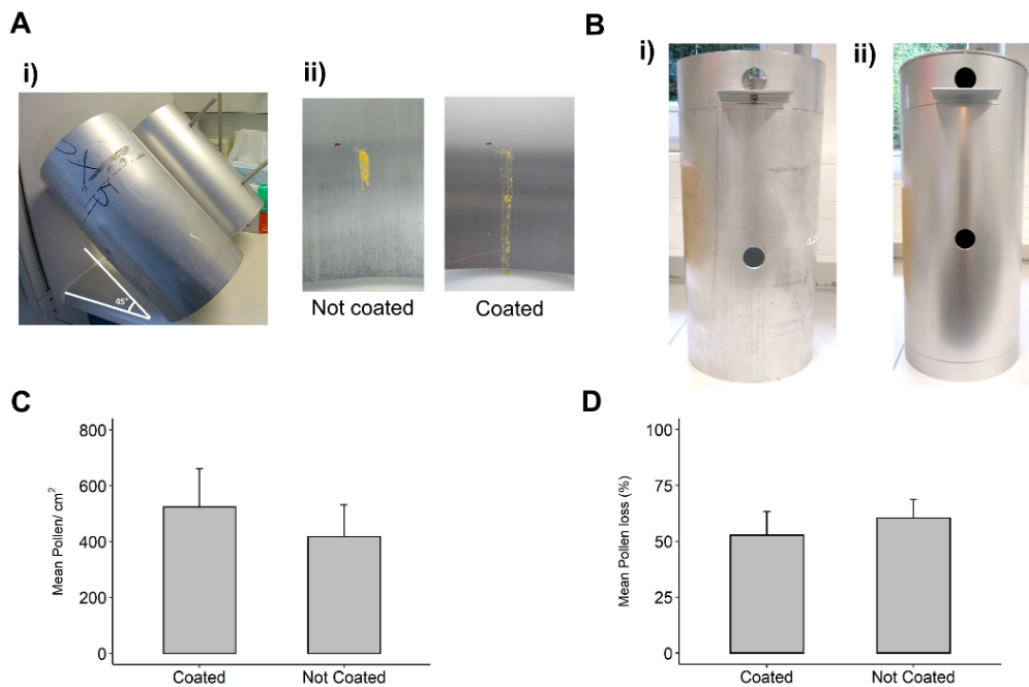 A
B
i)
ii)
i)
ii)
45°
Not coated
Coated
C
D
800
600
400
200
0
Mean Pollen/ cm²
Coated
Not Coated
100
75
50
25
0
Mean Pollen loss (%)
Coated
Not Coated